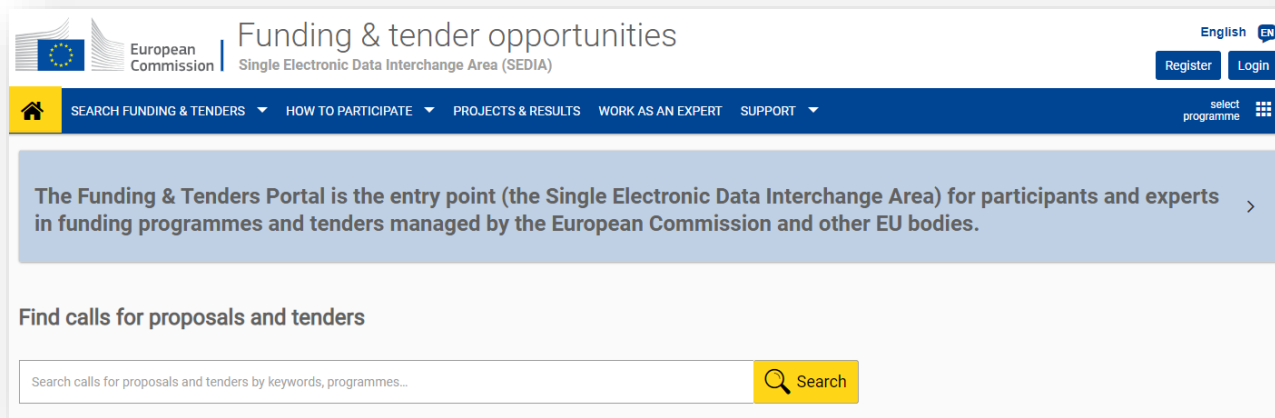 European
Commission
Funding & tender opportunities
Single Electronic Data Interchange Area (SEDIA)
English EN
Register Login
SEARCH FUNDING & TENDERS HOW TO PARTICIPATE PROJECTS & RESULTS WORK AS AN EXPERT SUPPORT
select
programme
The Funding & Tenders Portal is the entry point (the Single Electronic Data Interchange Area) for participants and experts
in funding programmes and tenders managed by the European Commission and other EU bodies.
Find calls for proposals and tenders
Search calls for proposals and tenders by keywords, programmes... Search